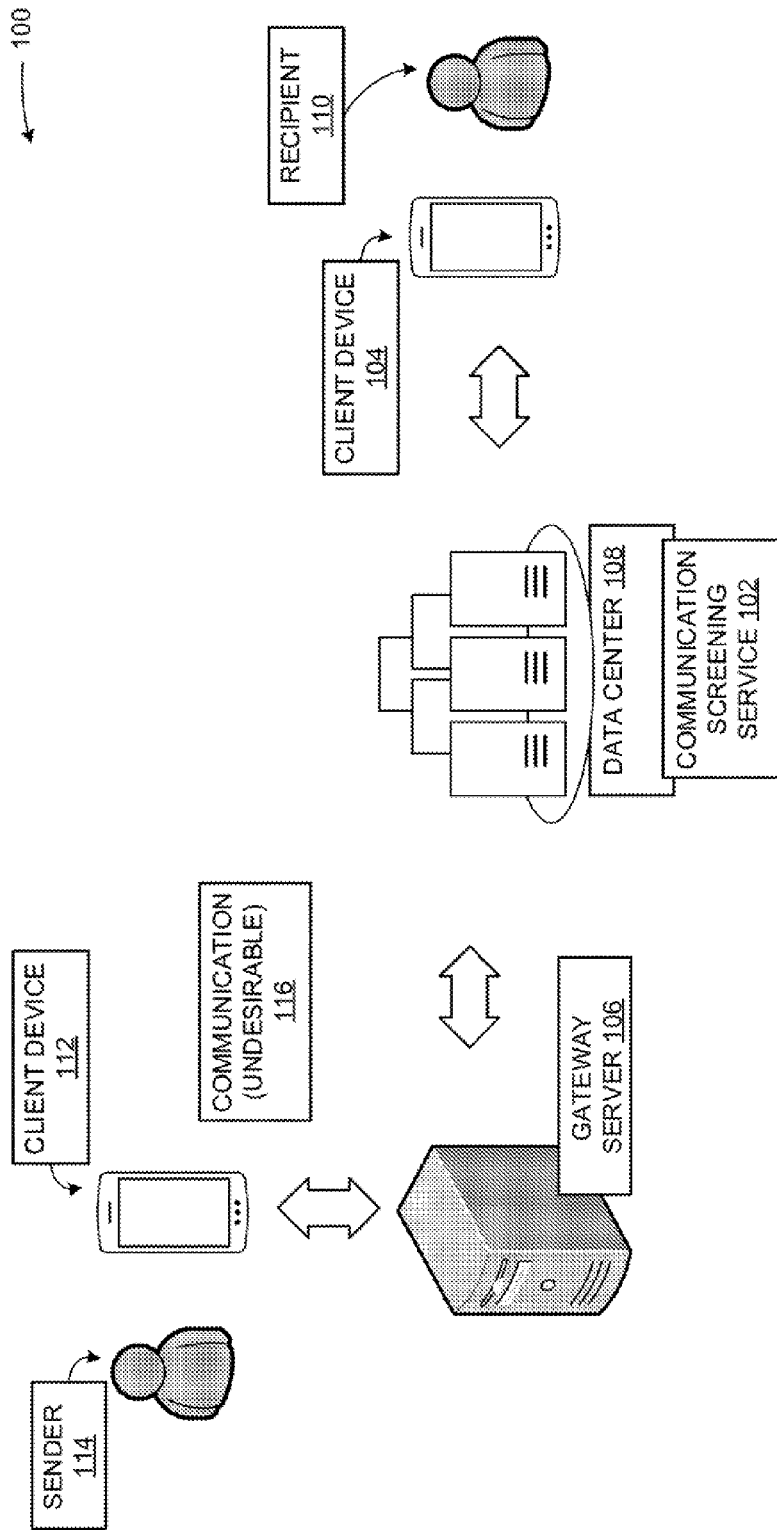 100
SENDER
114
CLIENT DEVICE
112
COMMUNICATION
(UNDESIRABLE)
116
GATEWAY
SERVER 106
DATA CENTER 108
COMMUNICATION
SCREENING
SERVICE 102
CLIENT DEVICE
104
RECIPIENT
110